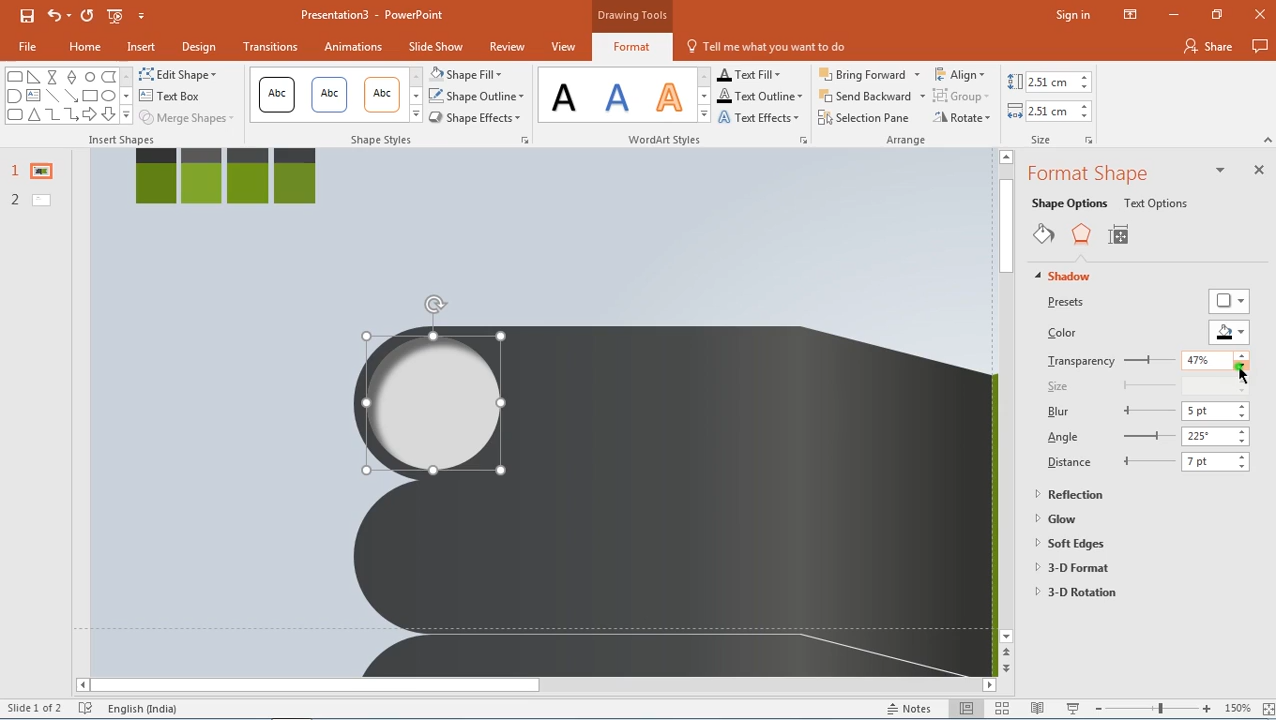 Presentation3 - PowerPoint
Drawing Tools
Sign in
File
Home
Insert
Design
Transitions
Animations
Slide Show
Review
View
Format
Tell me what you want to do
Share
Edit Shape
Text Box
Merge Shapes
Insert Shapes
Abc
Abc
Abc
Shape Fill
Shape Outline
Shape Effects
Shape Styles
A
A
A
Text Fill
Text Outline
Text Effects
WordArt Styles
Bring Forward
Send Backward
Selection Pane
Align
Group
Rotate
Arrange
2.51 cm
2.51 cm
Size
1
2
Format Shape
Shape Options
Text Options
Shadow
Presets
Color
Transparency 47%
Size
Blur 5 pt
Angle 225°
Distance 7 pt
Reflection
Glow
Soft Edges
3-D Format
3-D Rotation
Slide 1 of 2
English (India)
Notes
150%